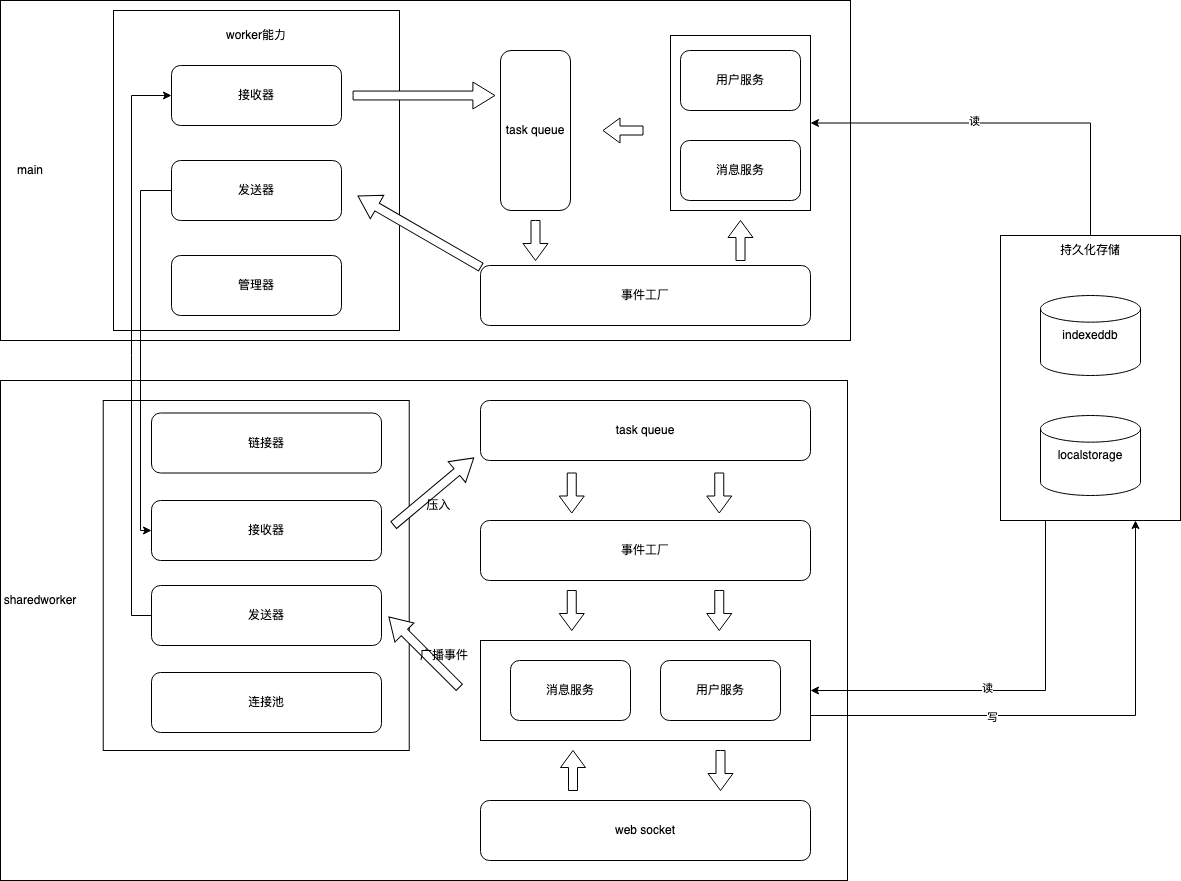 worker能力
接收器
发送器
管理器
main
task queue
用户服务
消息服务
事件工厂
读
持久化存储
indexeddb
localstorage
sharedworker
链接器
接收器
发送器
连接池
压入
广播事件
task queue
事件工厂
消息服务
用户服务
web socket
读
写